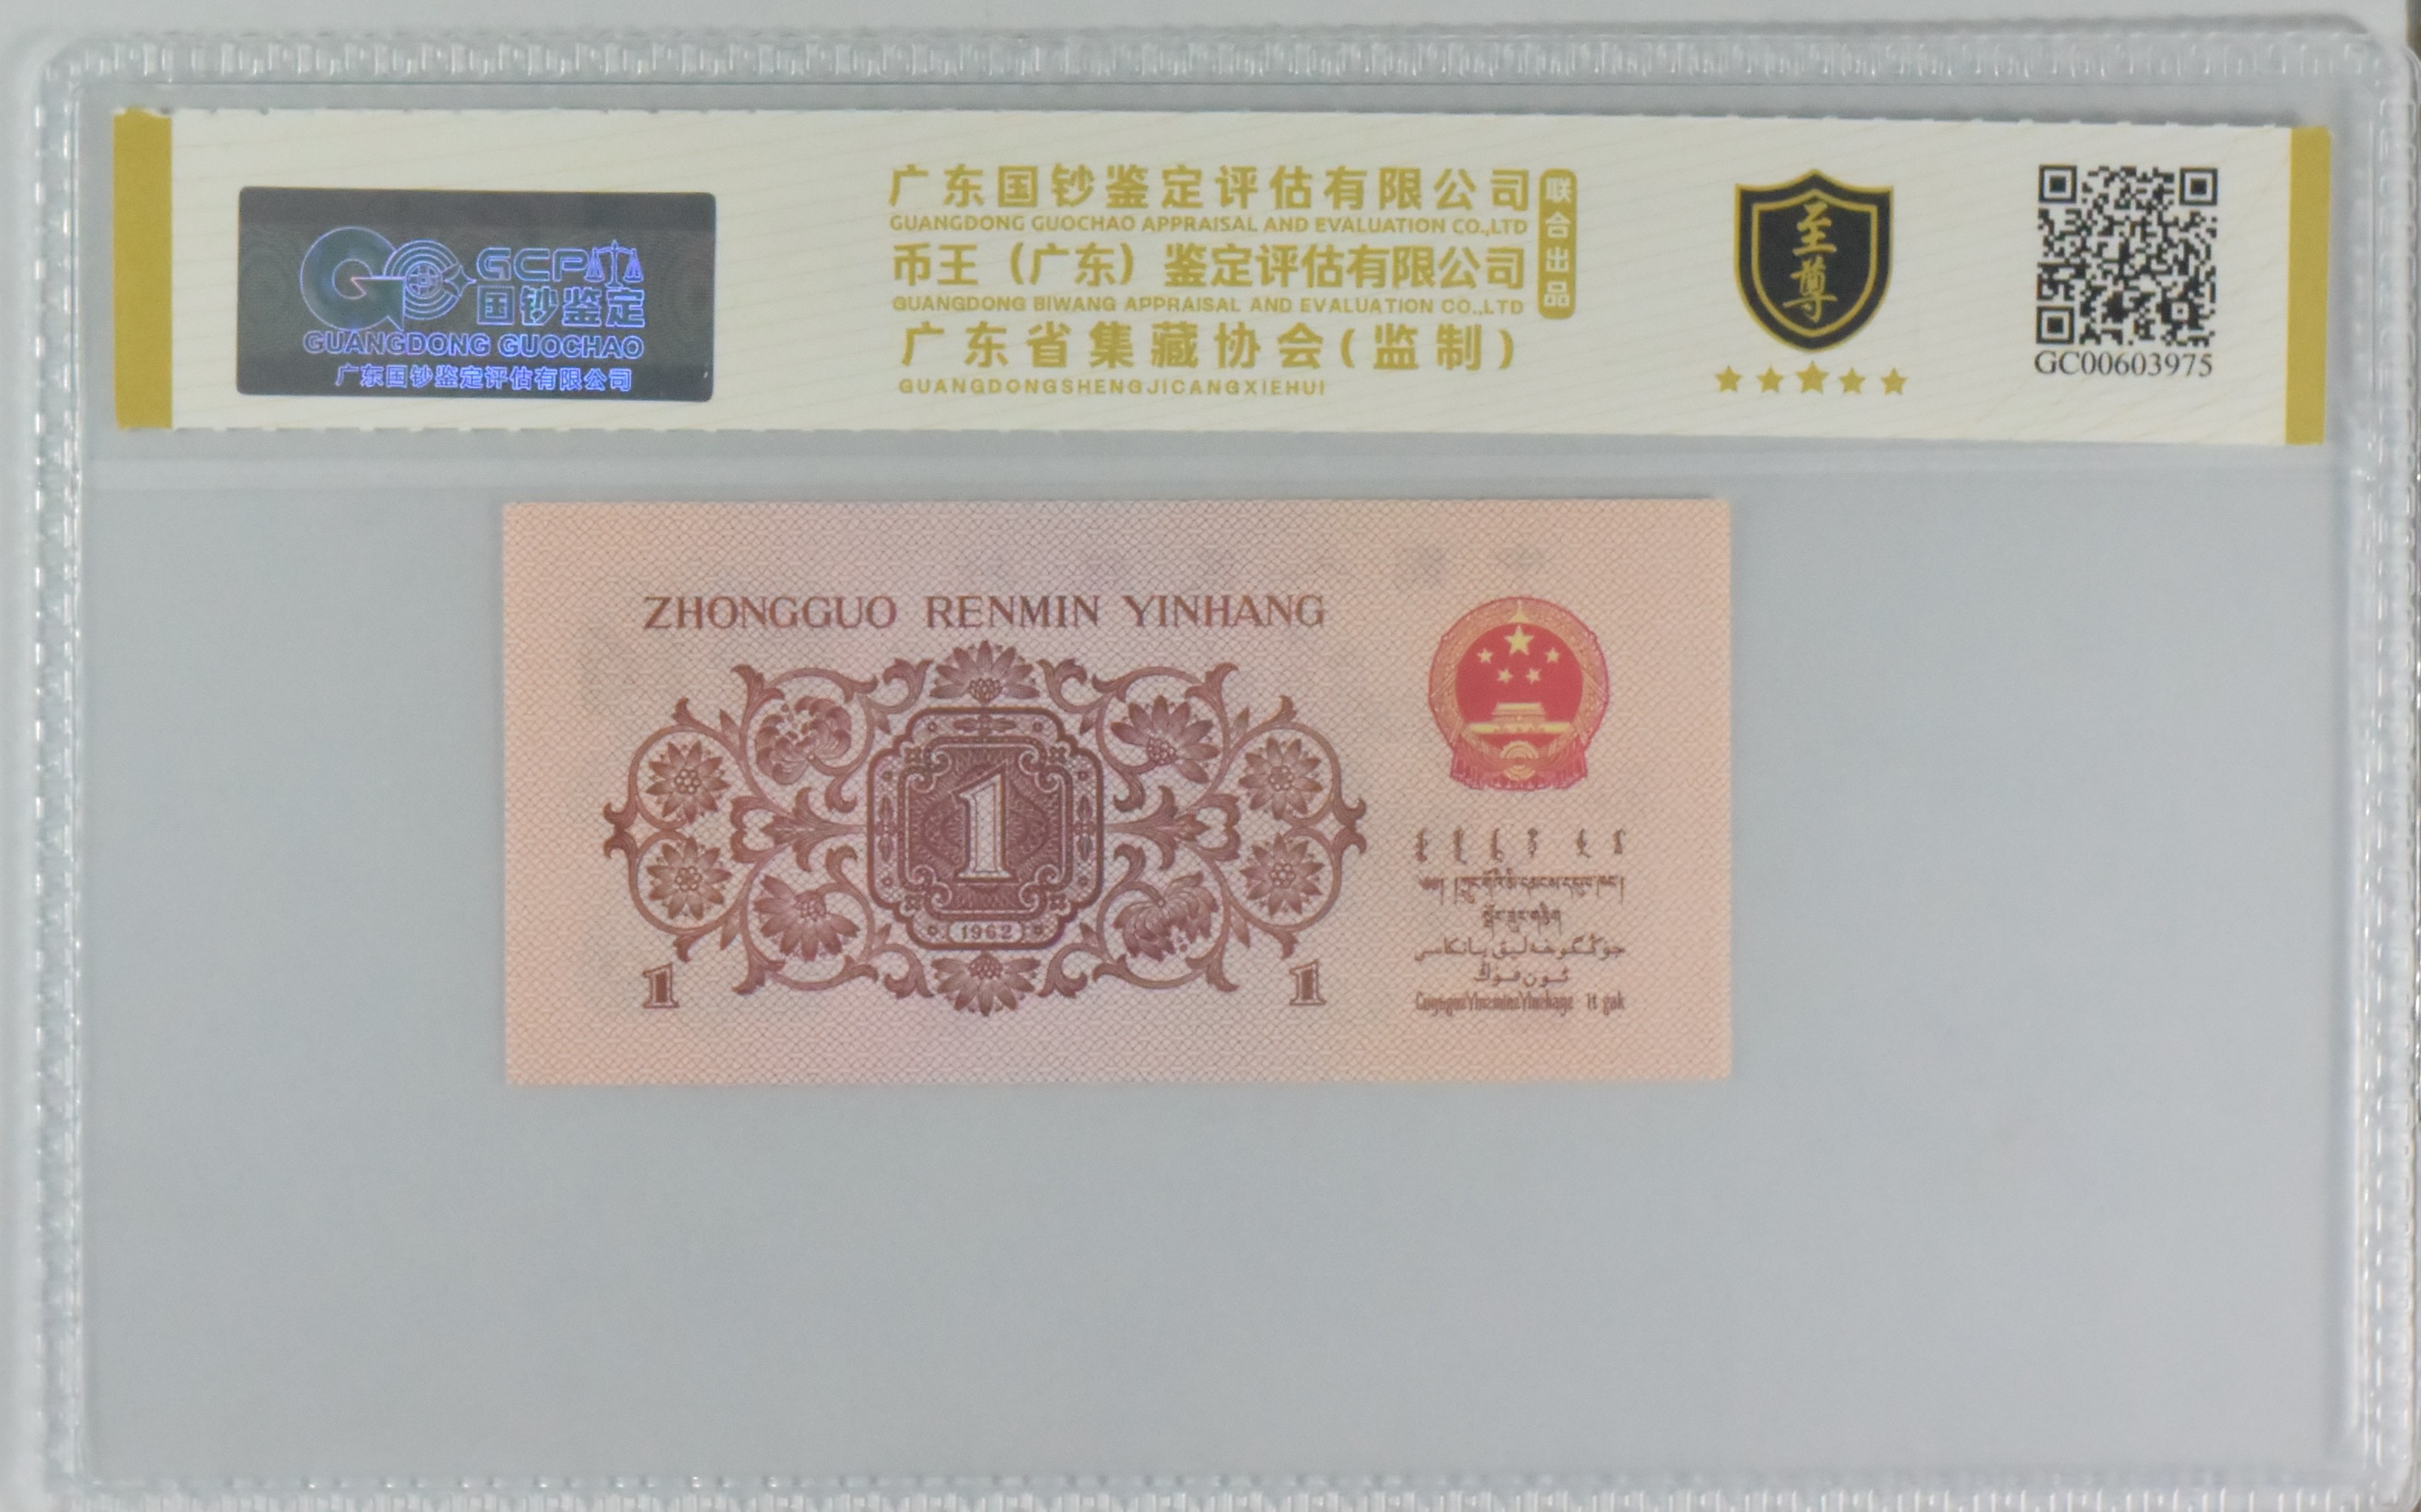 GCP
国钞鉴定
GUANGDONG GUOCHAO
广东国钞鉴定评估有限公司
广东国钞鉴定评估有限公司
GUANGDONG GUOCHAO APPRAISAL AND EVALUATION CO.,LTD
币王（广东）鉴定评估有限公司
GUANGDONG BIWANG APPRAISAL AND EVALUATION CO.,LTD
广东省集藏协会(监制)
GUANGDONGSHENGJICANGXIEHUI
联合出品
至尊
GC00603975
ZHONGGUO RENMIN YINHANG
1
1962
1
1